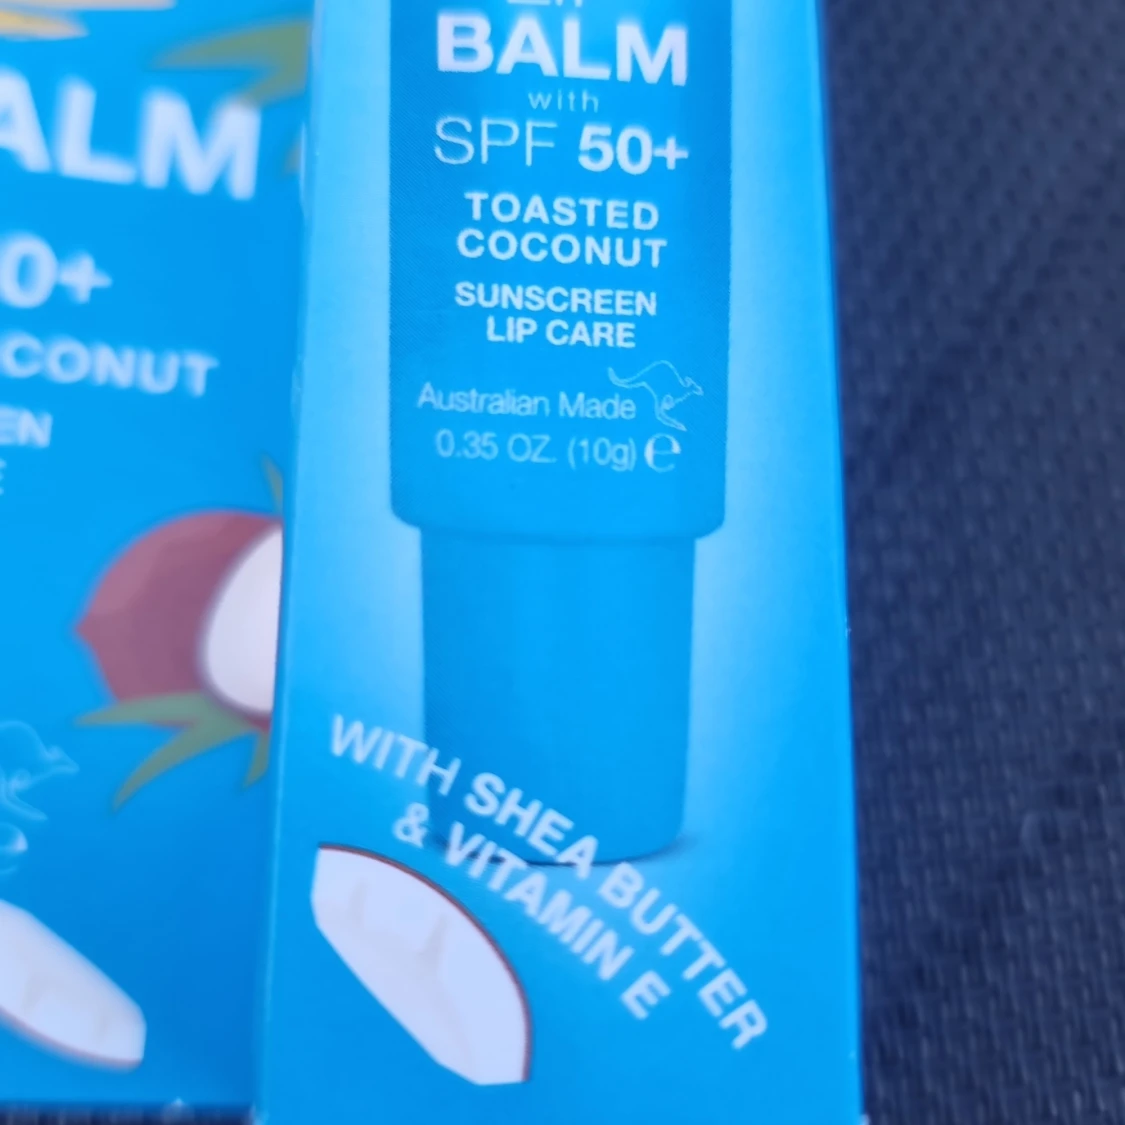 BALM
with
SPF 50+
TOASTED
COCONUT
SUNSCREEN
LIP CARE
Australian Made
0.35 OZ. (10g) e
WITH SHEA BUTTER
& VITAMIN E
ALM
0+
CONUT
EN